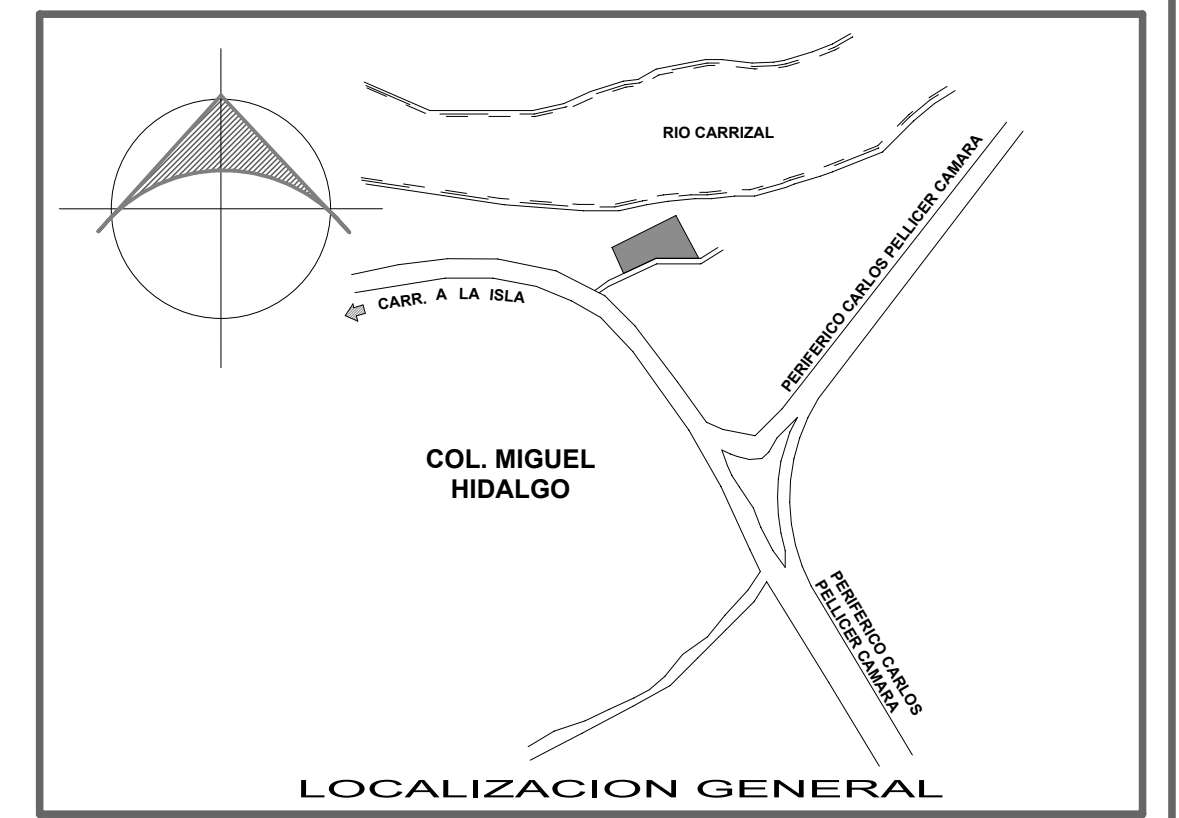 RIO CARRIZAL
PERIFERICO CARLOS PELLICER CAMARA
CARR. A LA ISLA
COL. MIGUEL
HIDALGO
PERIFERICO CARLOS
PELLICER CAMARA
LOCALIZACION GENERAL